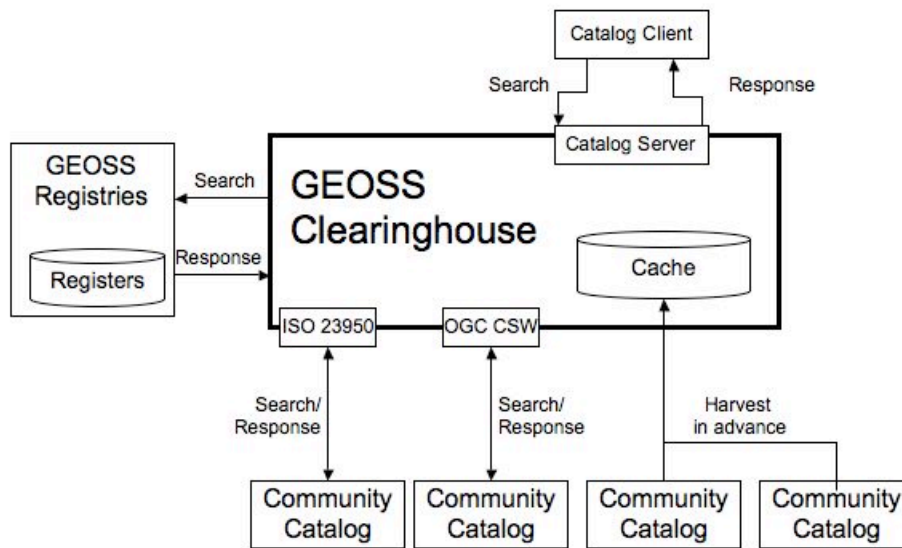 Catalog Client
Search
Response
Catalog Server
GEOSS
Registries
Search
GEOSS
Clearinghouse
Registers
Response
Cache
ISO 23950
OGC CSW
Search/
Response
Search/
Response
Harvest
in advance
Community
Catalog
Community
Catalog
Community
Catalog
Community
Catalog